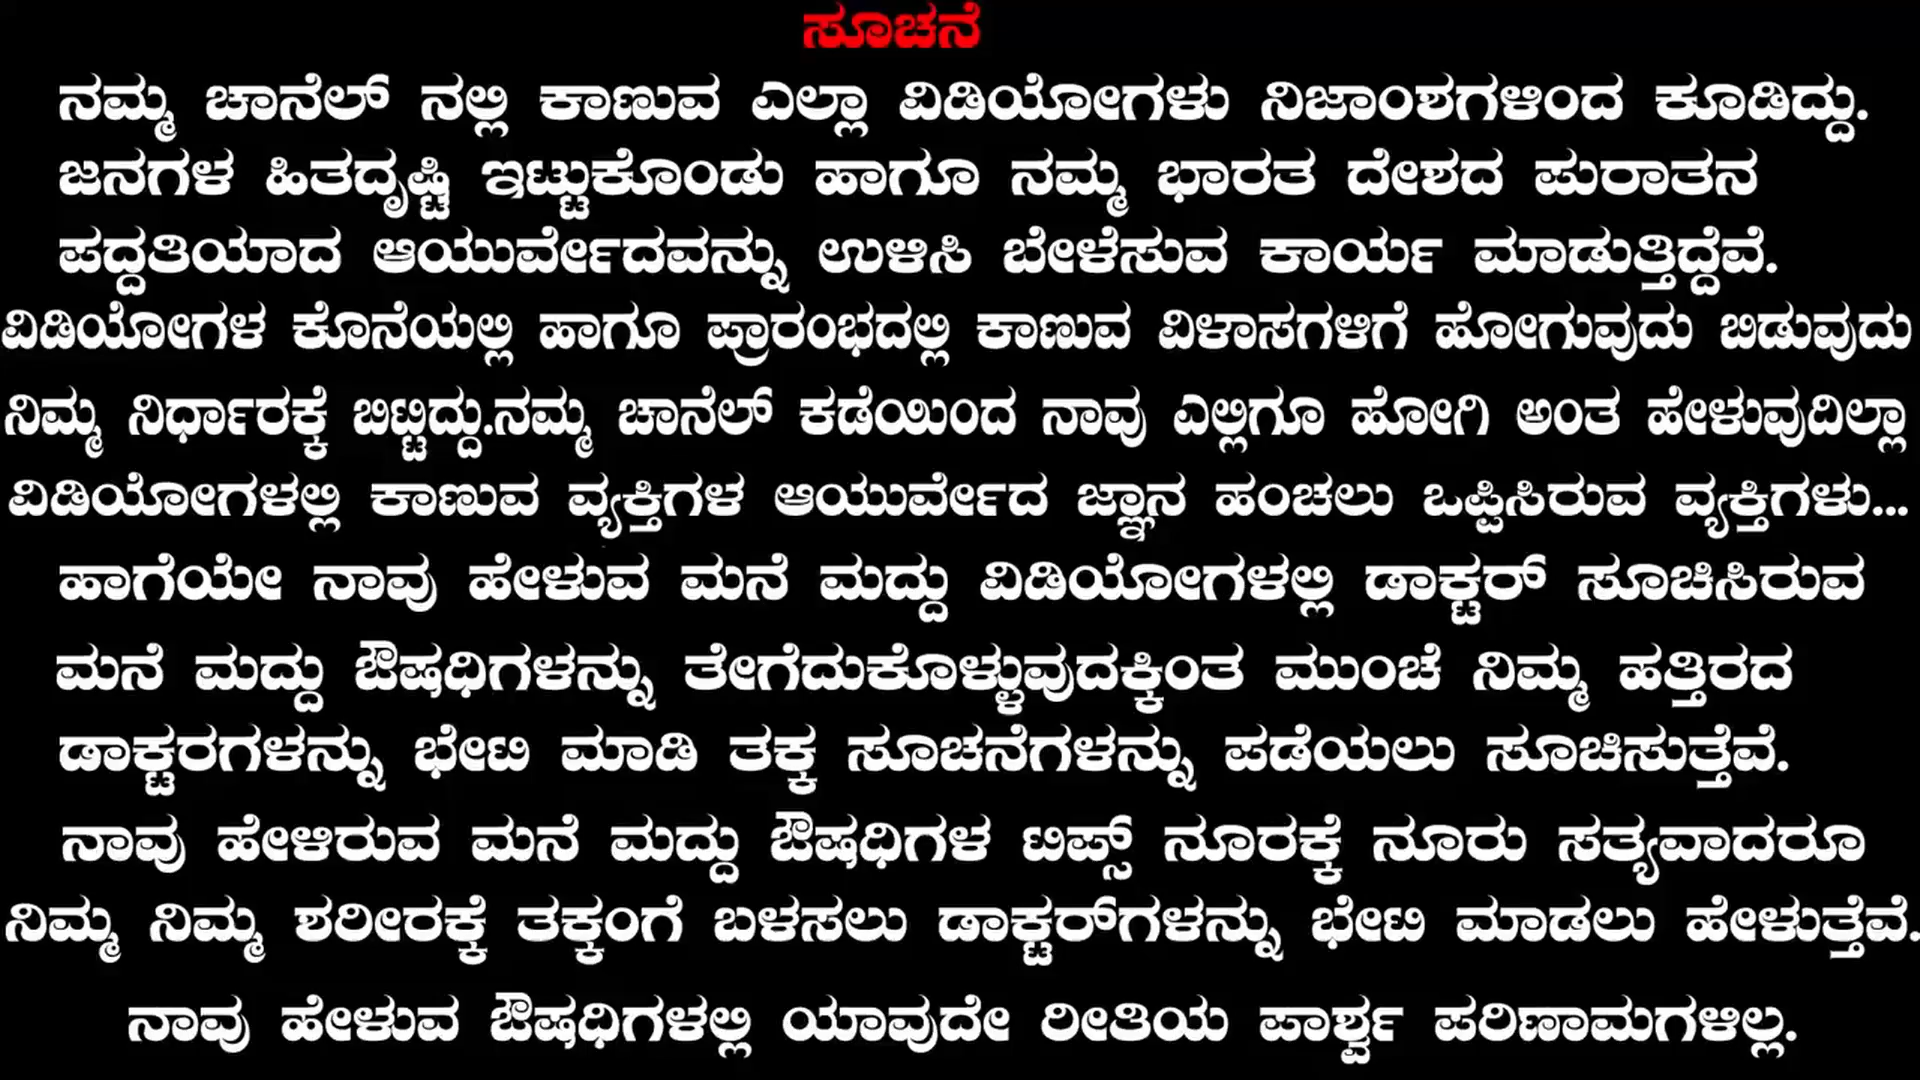 ಸೂಚನೆ
ನಮ್ಮ ಚಾನೆಲ್ ನಲ್ಲಿ ಕಾಣುವ ಎಲ್ಲಾ ವಿಡಿಯೋಗಳು ನಿಜಾಂಶಗಳಿಂದ ಕೂಡಿದ್ದು.
ಜನಗಳ ಹಿತದೃಷ್ಟಿ ಇಟ್ಟುಕೊಂಡು ಹಾಗೂ ನಮ್ಮ ಭಾರತ ದೇಶದ ಪುರಾತನ
ಪದ್ದತಿಯಾದ ಆಯುರ್ವೇದವನ್ನು ಉಳಿಸಿ ಬೇಳೆಸುವ ಕಾರ್ಯ ಮಾಡುತ್ತಿದ್ದೆವೆ.
ವಿಡಿಯೋಗಳ ಕೊನೆಯಲ್ಲಿ ಹಾಗೂ ಪ್ರಾರಂಭದಲ್ಲಿ ಕಾಣುವ ವಿಳಾಸಗಳಿಗೆ ಹೋಗುವುದು ಬಿಡುವುದು
ನಿಮ್ಮ ನಿರ್ಧಾರಕ್ಕೆ ಬಿಟ್ಟಿದ್ದು.ನಮ್ಮ ಚಾನೆಲ್ ಕಡೆಯಿಂದ ನಾವು ಎಲ್ಲಿಗೂ ಹೋಗಿ ಅಂತ ಹೇಳುವುದಿಲ್ಲಾ
ವಿಡಿಯೋಗಳಲ್ಲಿ ಕಾಣುವ ವ್ಯಕ್ತಿಗಳ ಆಯುರ್ವೇದ ಜ್ಞಾನ ಹಂಚಲು ಒಪ್ಪಿಸಿರುವ ವ್ಯಕ್ತಿಗಳು...
ಹಾಗೆಯೇ ನಾವು ಹೇಳುವ ಮನೆ ಮದ್ದು ವಿಡಿಯೋಗಳಲ್ಲಿ ಡಾಕ್ಟರ್ ಸೂಚಿಸಿರುವ
ಮನೆ ಮದ್ದು ಔಷಧಿಗಳನ್ನು ತೇಗೆದುಕೊಳ್ಳುವುದಕ್ಕಿಂತ ಮುಂಚೆ ನಿಮ್ಮ ಹತ್ತಿರದ
ಡಾಕ್ಟರಗಳನ್ನು ಭೇಟಿ ಮಾಡಿ ತಕ್ಕ ಸೂಚನೆಗಳನ್ನು ಪಡೆಯಲು ಸೂಚಿಸುತ್ತೆವೆ.
ನಾವು ಹೇಳಿರುವ ಮನೆ ಮದ್ದು ಔಷಧಿಗಳ ಟಿಪ್ಸ್ ನೂರಕ್ಕೆ ನೂರು ಸತ್ಯವಾದರೂ
ನಿಮ್ಮ ನಿಮ್ಮ ಶರೀರಕ್ಕೆ ತಕ್ಕಂಗೆ ಬಳಸಲು ಡಾಕ್ಟರ್‌ಗಳನ್ನು ಭೇಟಿ ಮಾಡಲು ಹೇಳುತ್ತೆವೆ.
ನಾವು ಹೇಳುವ ಔಷಧಿಗಳಲ್ಲಿ ಯಾವುದೇ ರೀತಿಯ ಪಾರ್ಶ್ವ ಪರಿಣಾಮಗಳಿಲ್ಲ.